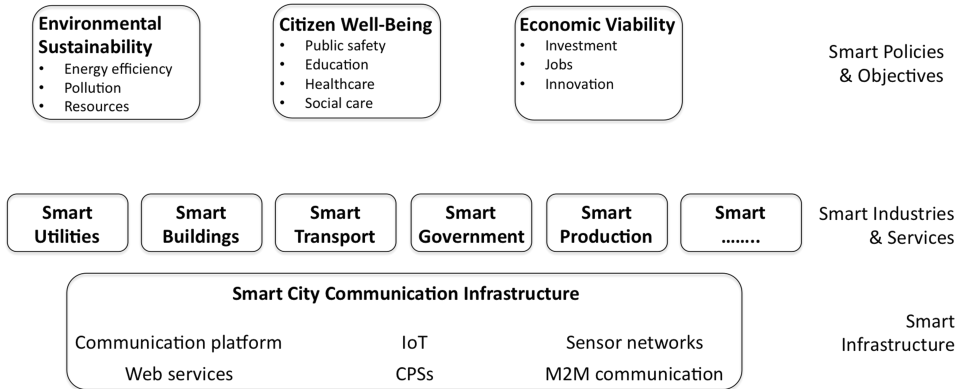 Environmental
Sustainability
• Energy efficiency
• Pollution
• Resources
Citizen Well-Being
• Public safety
• Education
• Healthcare
• Social care
Economic Viability
• Investment
• Jobs
• Innovation
Smart Policies
& Objectives
Smart
Utilities
Smart
Buildings
Smart
Transport
Smart
Government
Smart
Production
Smart
........
Smart Industries
& Services
Smart City Communication Infrastructure
Communication platform IoT Sensor networks
Web services CPSs M2M communication
Smart
Infrastructure